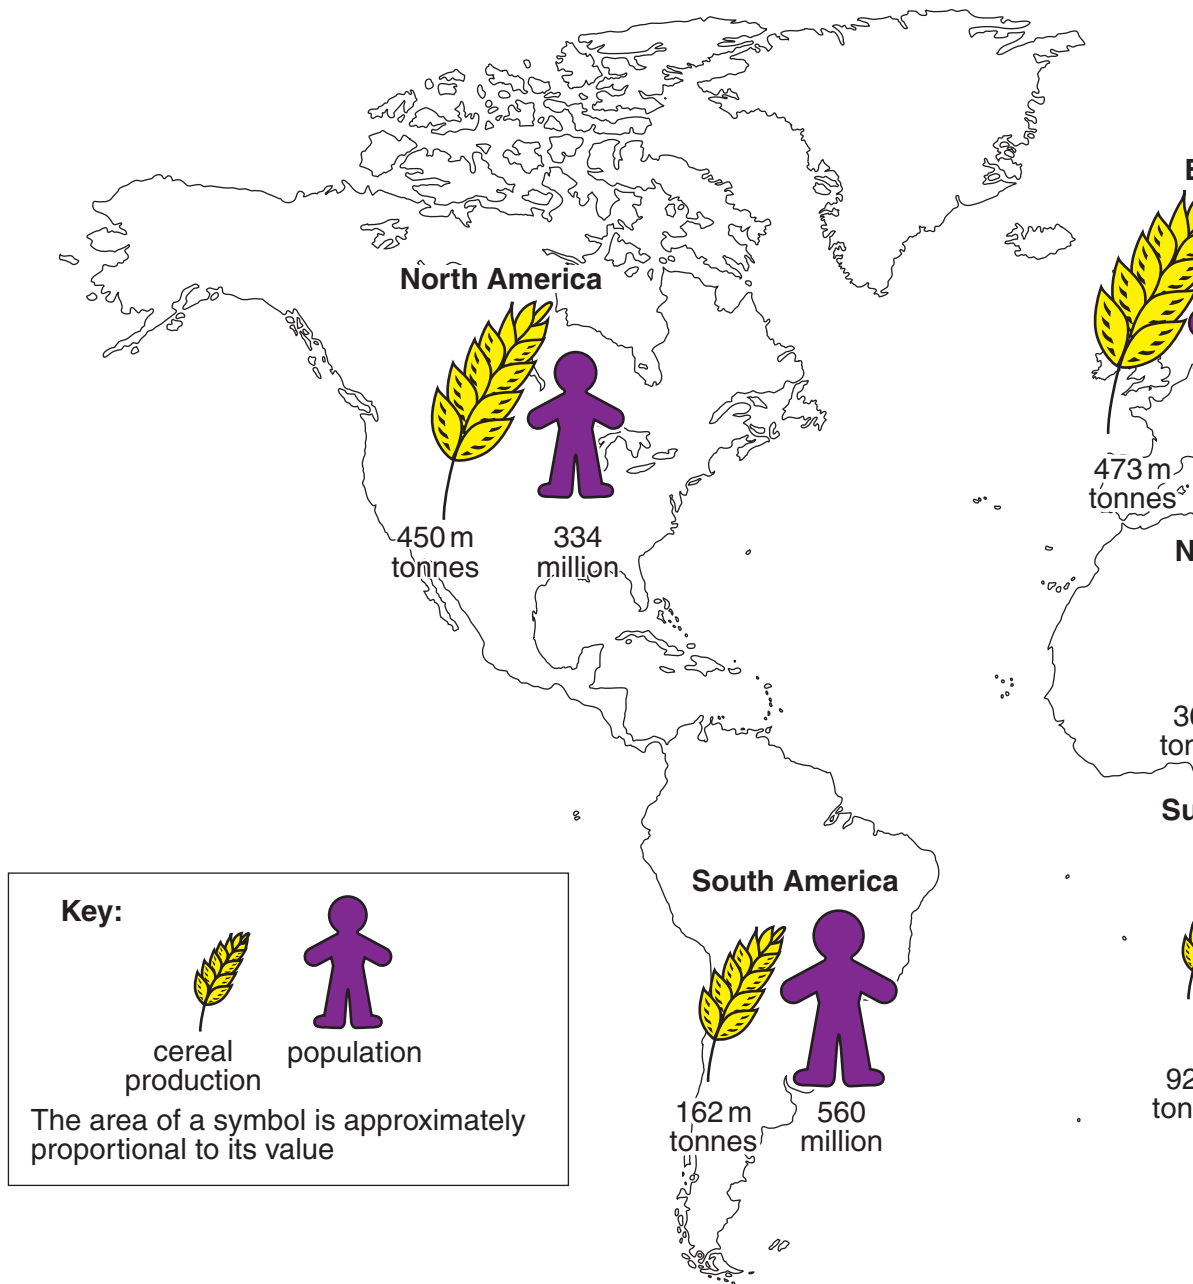 North America
450 m
tonnes
334
million
473 m
tonnes
South America
162 m
tonnes
560
million
Key:
cereal
production
population
The area of a symbol is approximately
proportional to its value